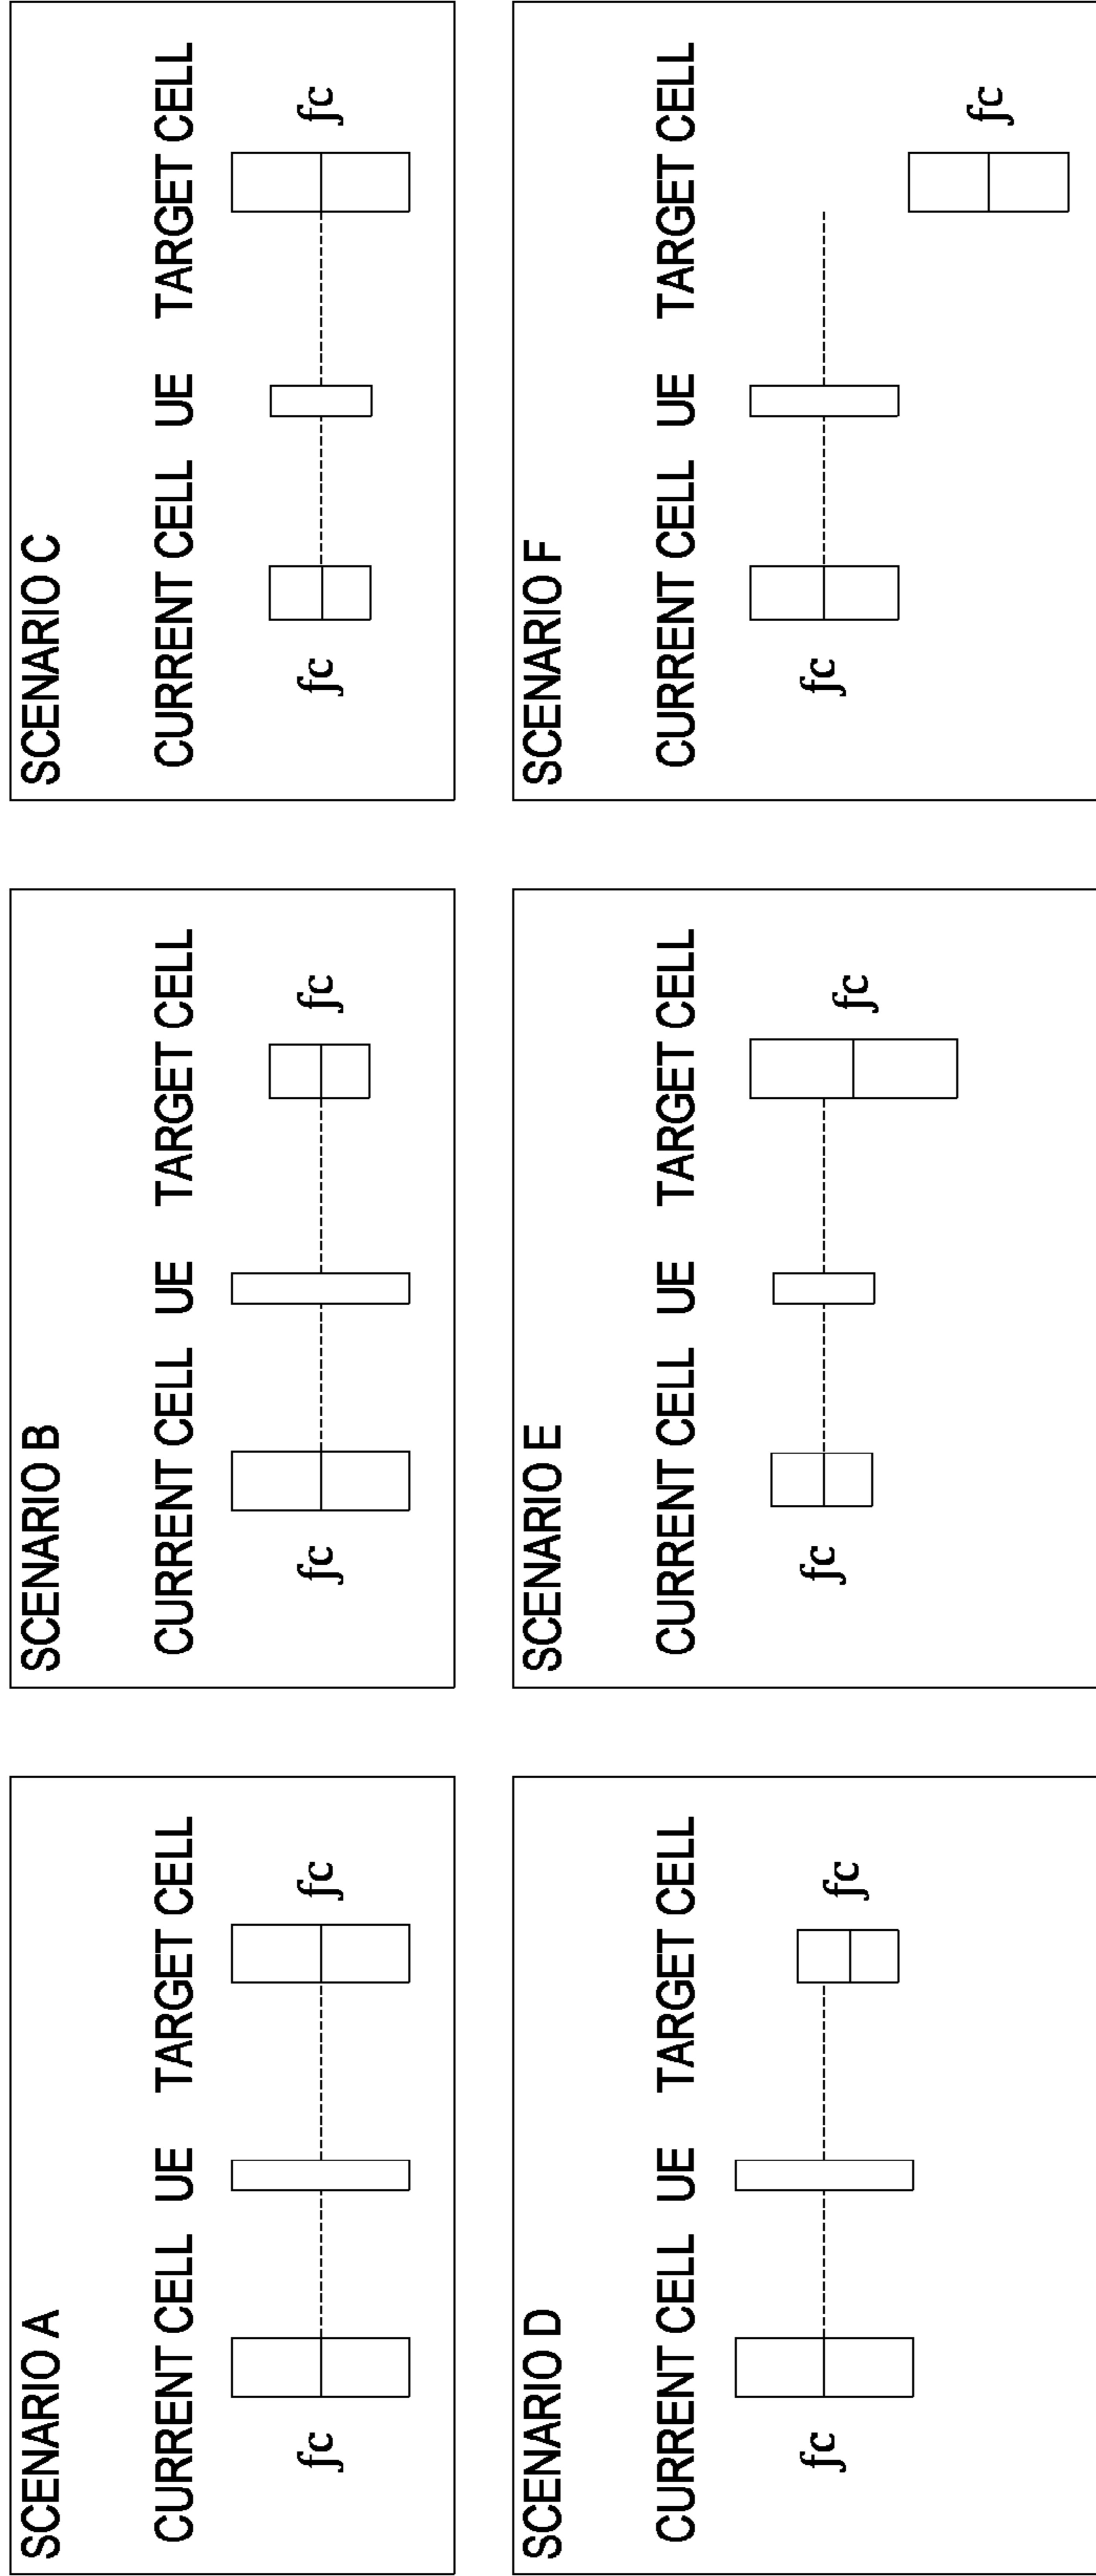 SCENARIO A
CURRENT CELL UE TARGET CELL
fc fc
SCENARIO B
CURRENT CELL UE TARGET CELL
fc fc
SCENARIO C
CURRENT CELL UE TARGET CELL
fc fc
SCENARIO D
CURRENT CELL UE TARGET CELL
fc
fc
SCENARIO E
CURRENT CELL UE TARGET CELL
fc
fc
SCENARIO F
CURRENT CELL UE TARGET CELL
fc
fc